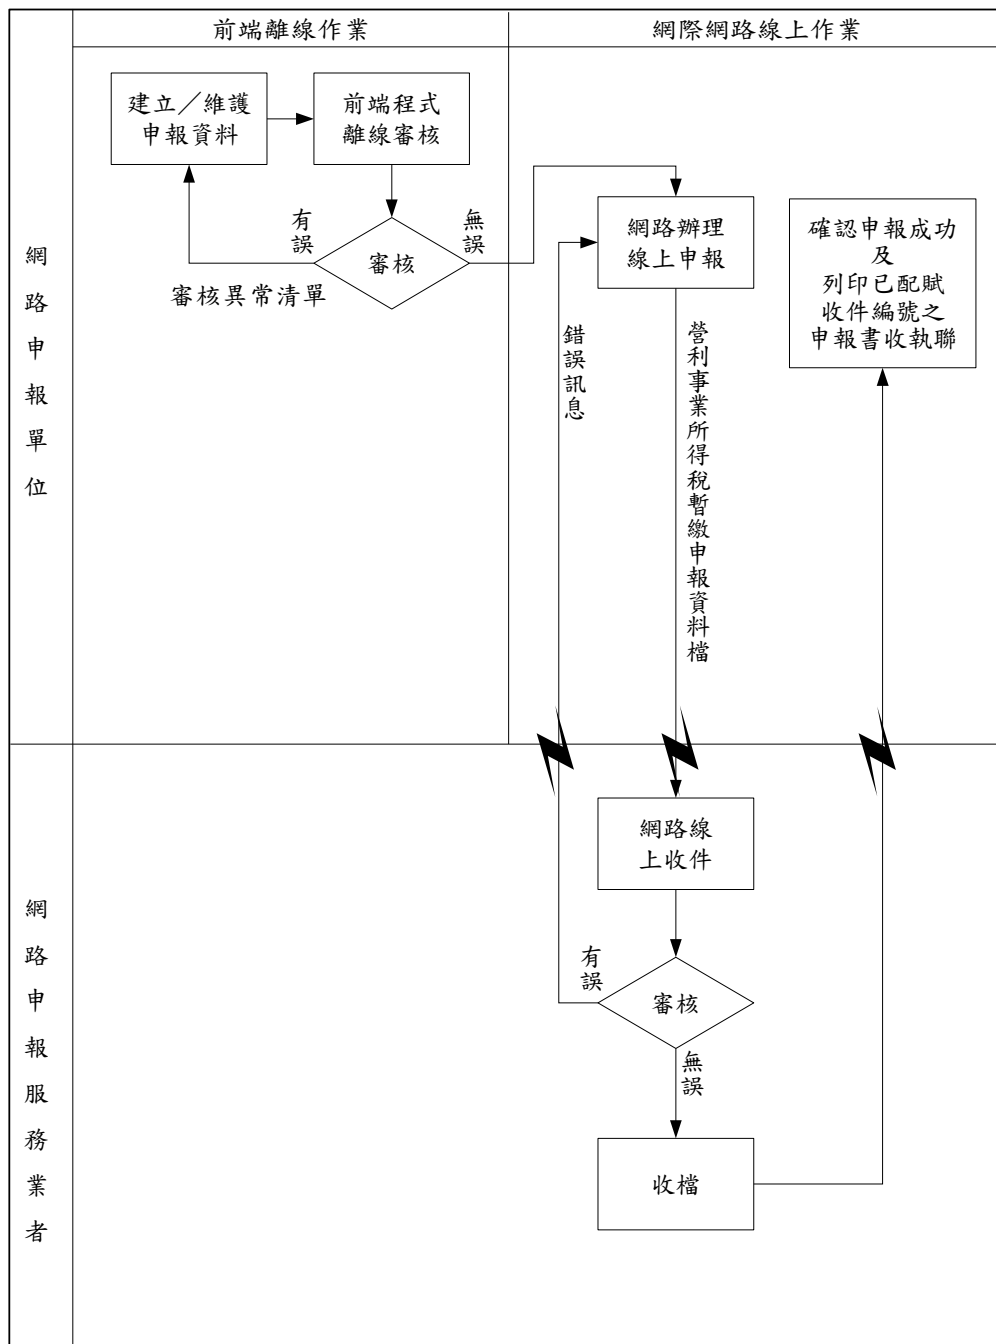 前端離線作業
網際網路線上作業
網路申報單位
建立／維護
申報資料
前端程式
離線審核
審核
有誤
無誤
審核異常清單
網路辦理
線上申報
確認申報成功
及
列印已配賦
收件編號之
申報書收執聯
錯誤訊息
營利事業所得稅暫繳申報資料檔
網路申報服務業者
網路線
上收件
有誤
審核
無誤
收檔